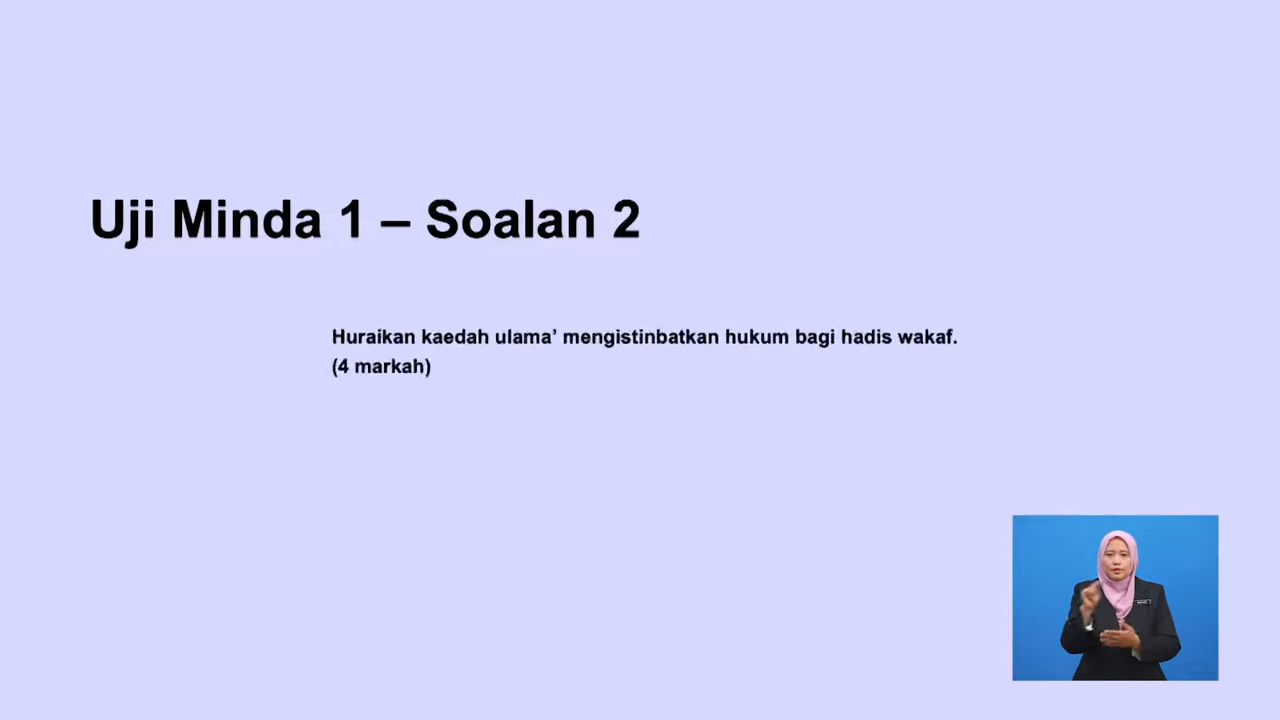 Uji Minda 1 – Soalan 2
Huraikan kaedah ulama’ mengistinbatkan hukum bagi hadis wakaf.
(4 markah)